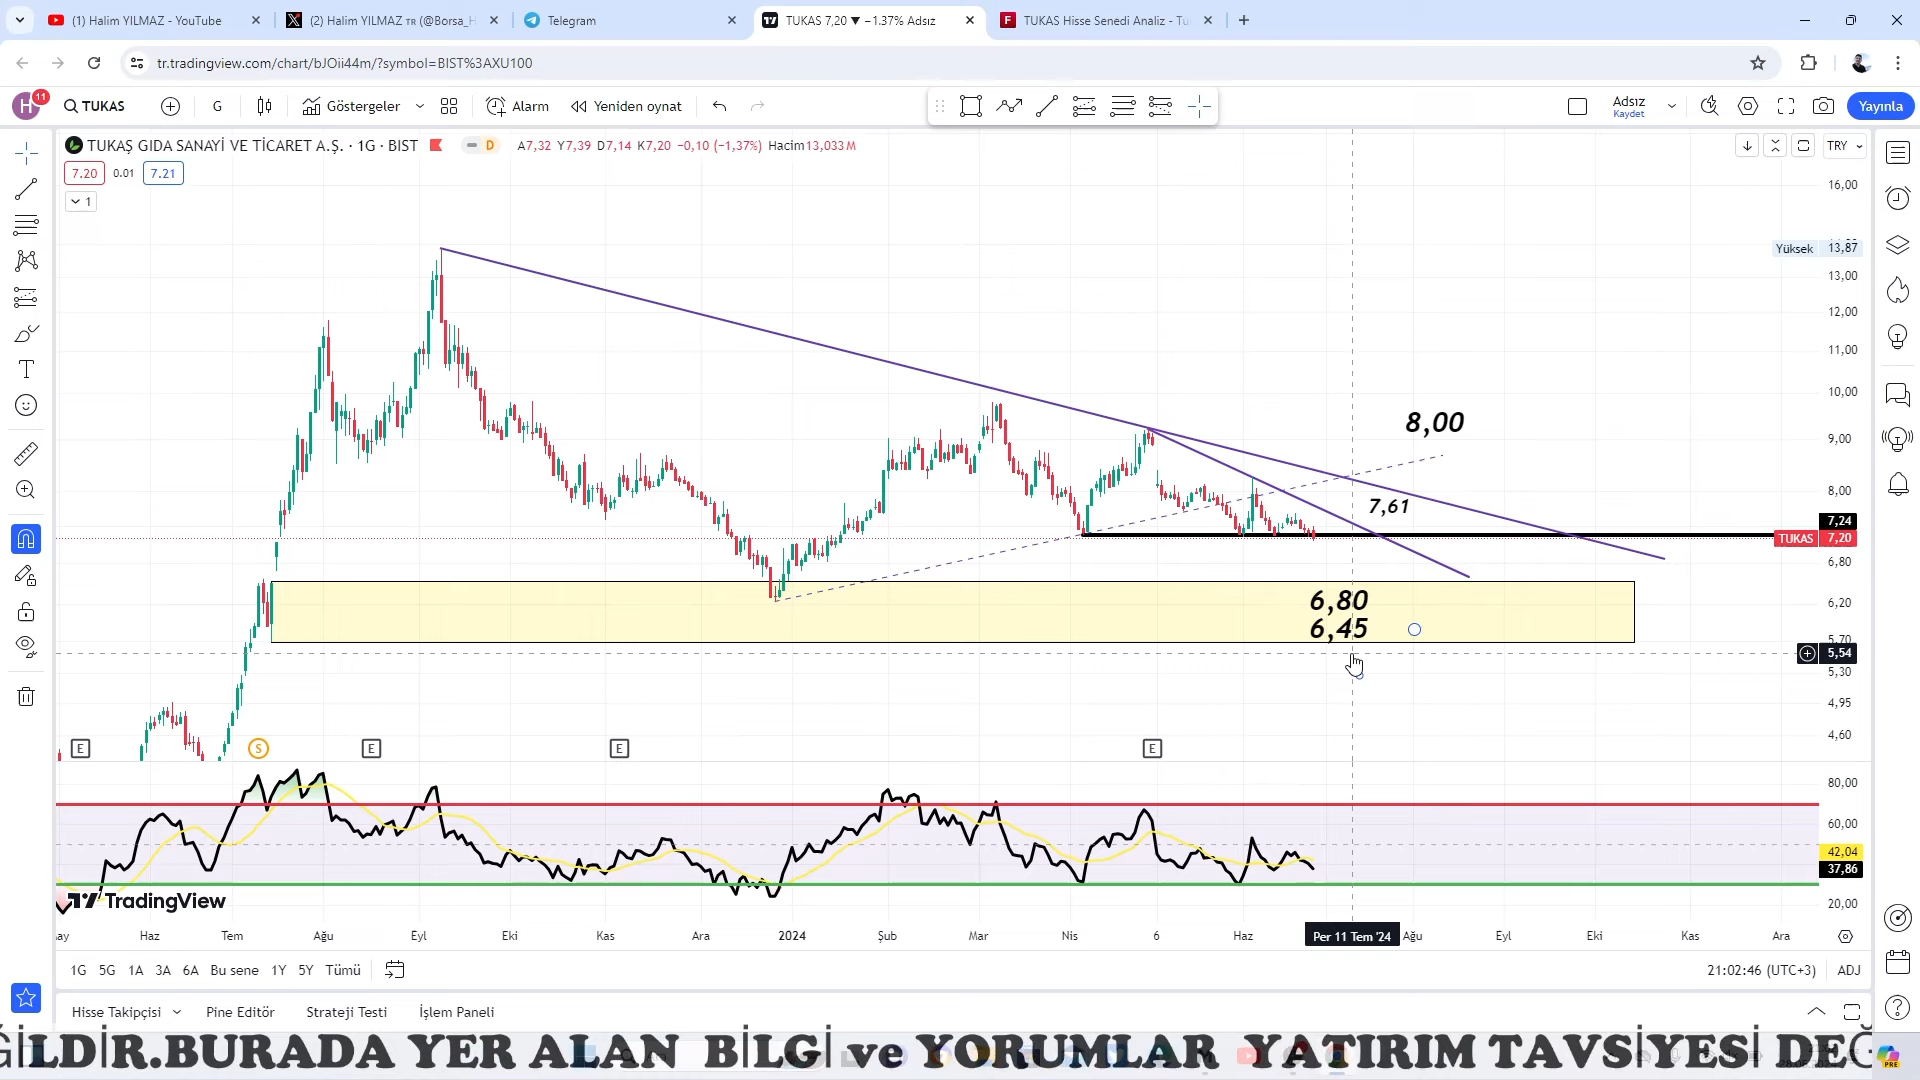 (1) Halim YILMAZ - YouTube
(2) Halim YILMAZ TR (@Borsa_H
Telegram
TUKAS 7,20 ▼ −1.37% Adsız
TUKAS Hisse Senedi Analiz - Tu
tr.tradingview.com/chart/bJOii44m/?symbol=BIST%3AXU100
H
11
TUKAS
G
Göstergeler
Alarm
Yeniden oynat
Adsız
Kaydet
Yayınla
TUKAŞ GIDA SANAYİ VE TİCARET A.Ş. · 1G · BIST
D
A7,32 Y7,39 D7,14 K7,20 −0,10 (−1,37%) Hacim13,033M
TRY
7.20 0.01 7.21
1
16,00
Yüksek 13,87
13,00
12,00
11,00
10,00
8,00
9,00
8,00
7,61
7,24
TUKAS 7,20
6,80
6,80
6,20
6,45
5,70
5,54
5,30
4,95
4,60
E
S
E
E
E
80,00
60,00
42,04
37,86
20,00
TradingView
ay Haz Tem Ağu Eyl Eki Kas Ara 2024 Şub Mar Nis 6 Haz Per 11 Tem '24 Ağu Eyl Eki Kas Ara
1G 5G 1A 3A 6A Bu sene 1Y 5Y Tümü
21:02:46 (UTC+3) ADJ
Hisse Takipçisi Pine Editör Strateji Testi İşlem Paneli
ĞİLDİR.BURADA YER ALAN BİLGİ ve YORUMLAR YATIRIM TAVSİYESİ DEĞ
PRE